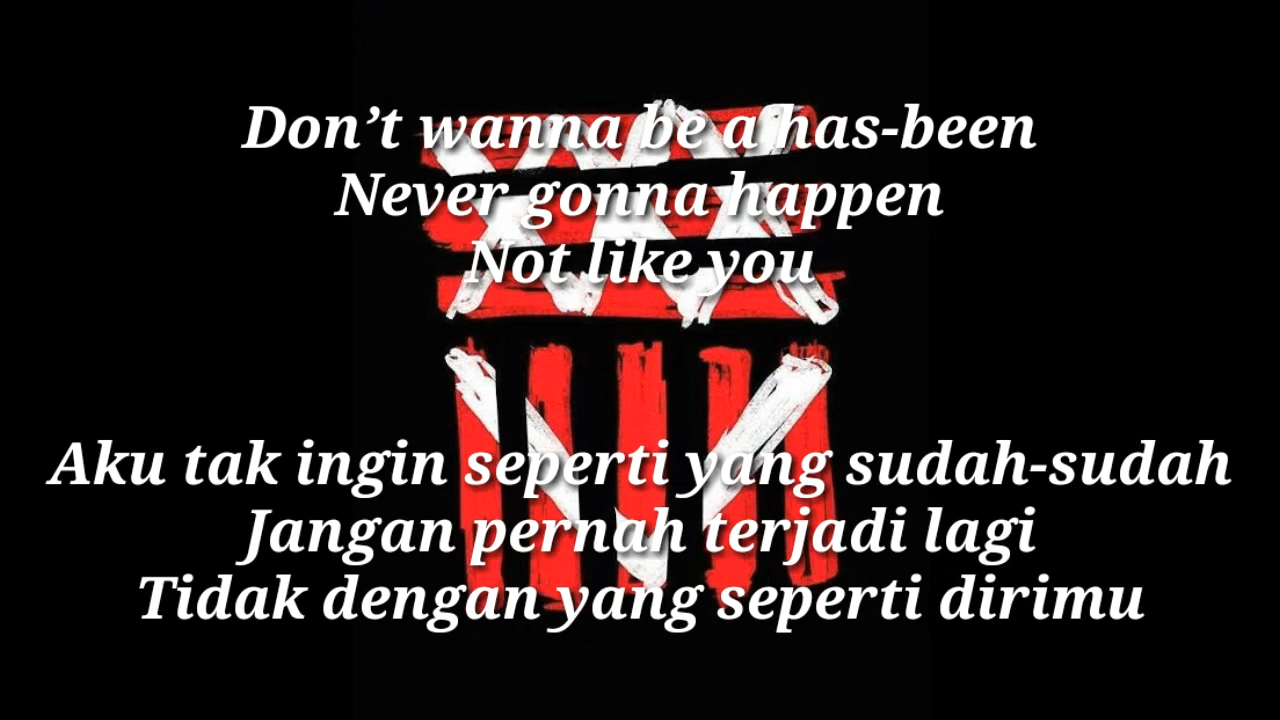 Don’t wanna be a has-been
Never gonna happen
Not like you
Aku tak ingin seperti yang sudah-sudah
Jangan pernah terjadi lagi
Tidak dengan yang seperti dirimu